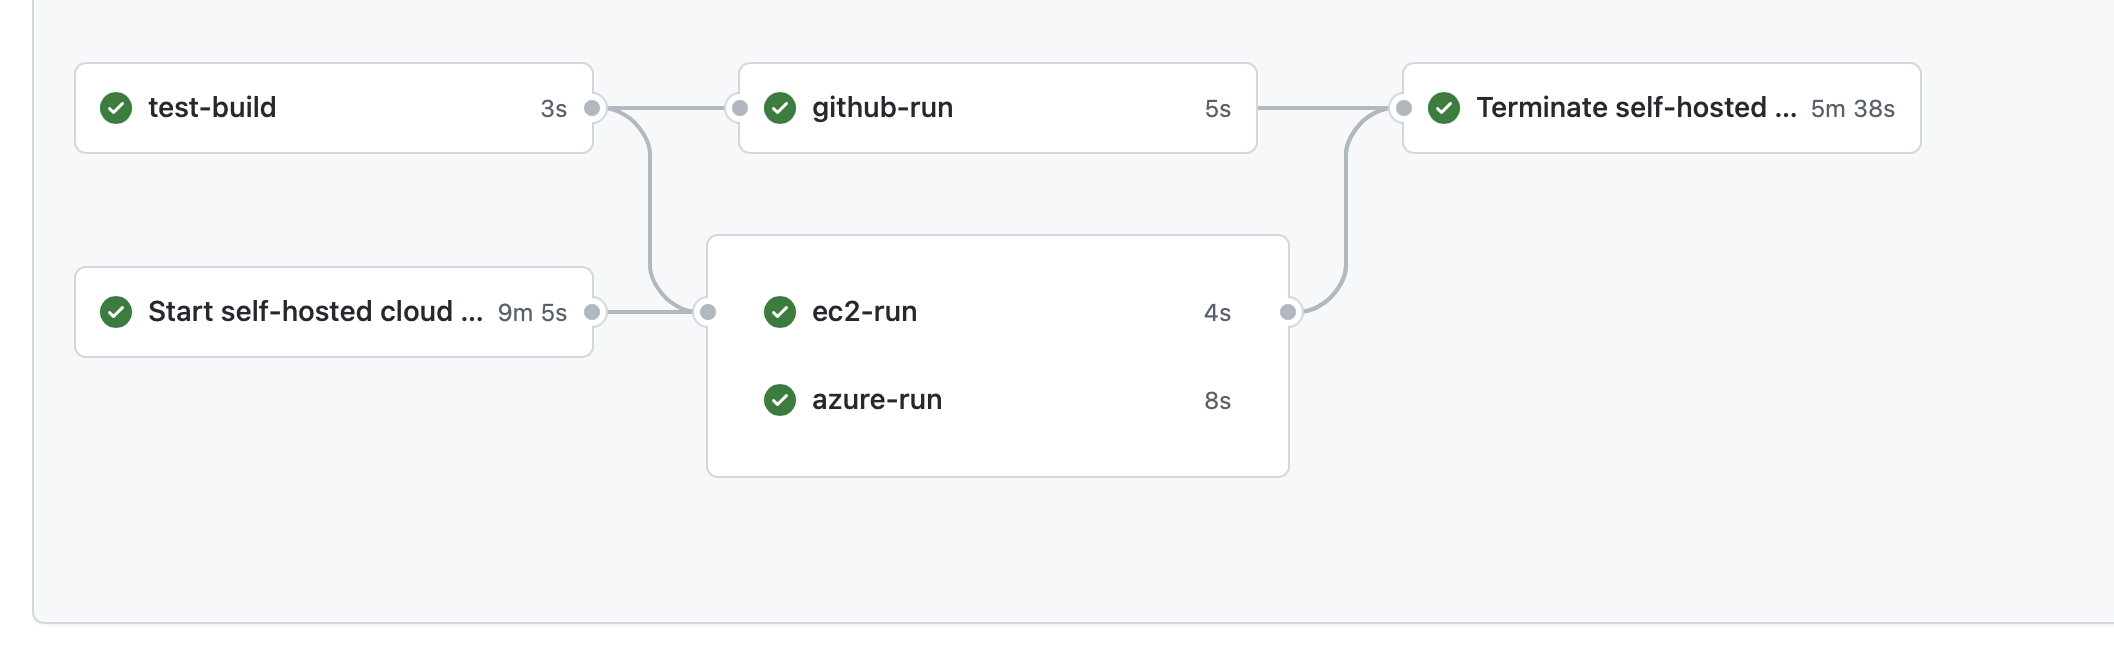 test-build 3s
github-run 5s
Terminate self-hosted ... 5m 38s
Start self-hosted cloud ... 9m 5s
ec2-run 4s
azure-run 8s